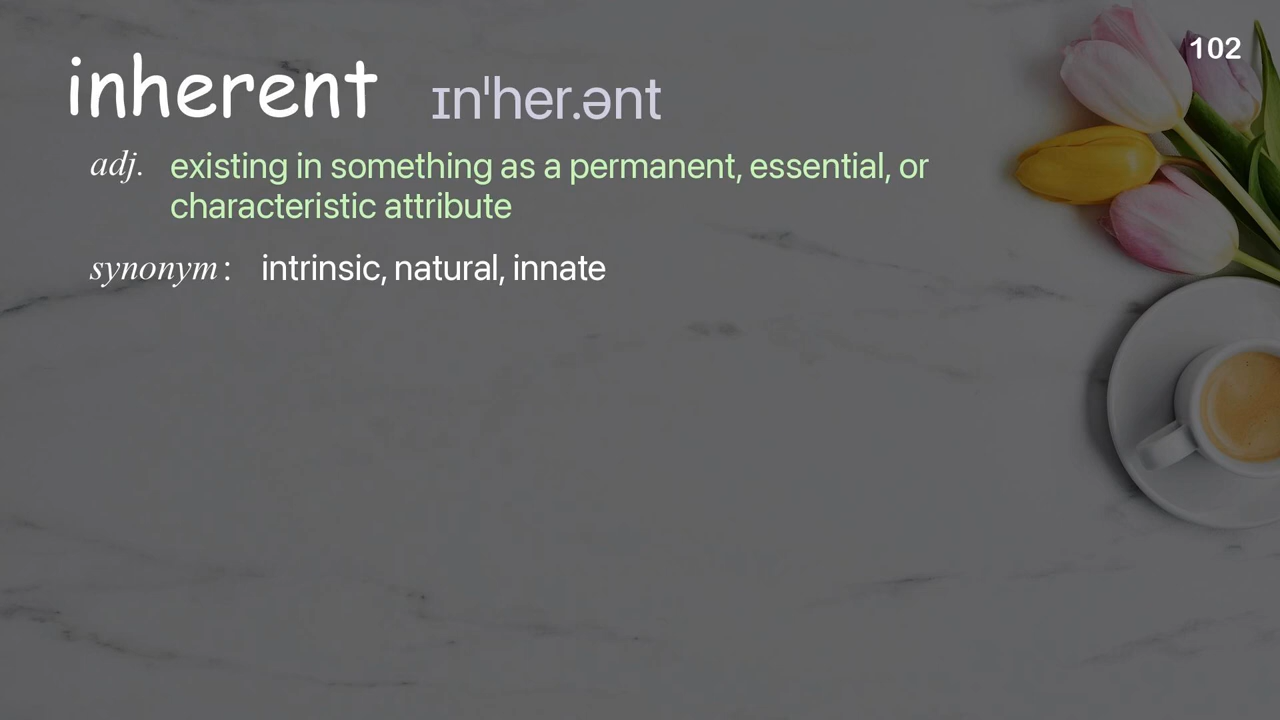 102
inherent ɪnˈher.ənt
adj. existing in something as a permanent, essential, or
characteristic attribute
synonym: intrinsic, natural, innate